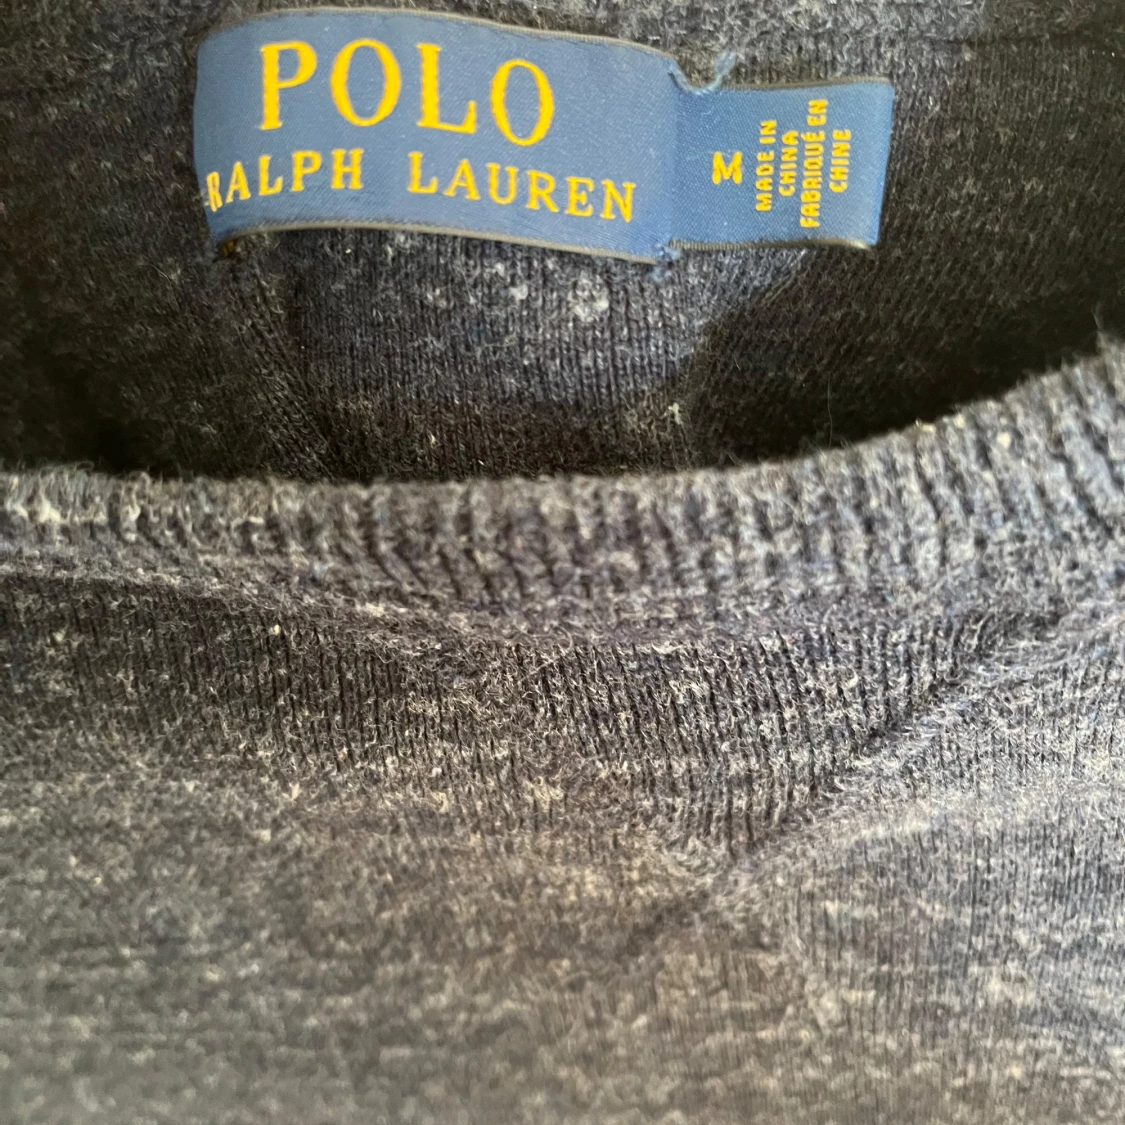 POLO
RALPH LAUREN
M
MADE IN
CHINA
FABRIQUÉ EN
CHINE